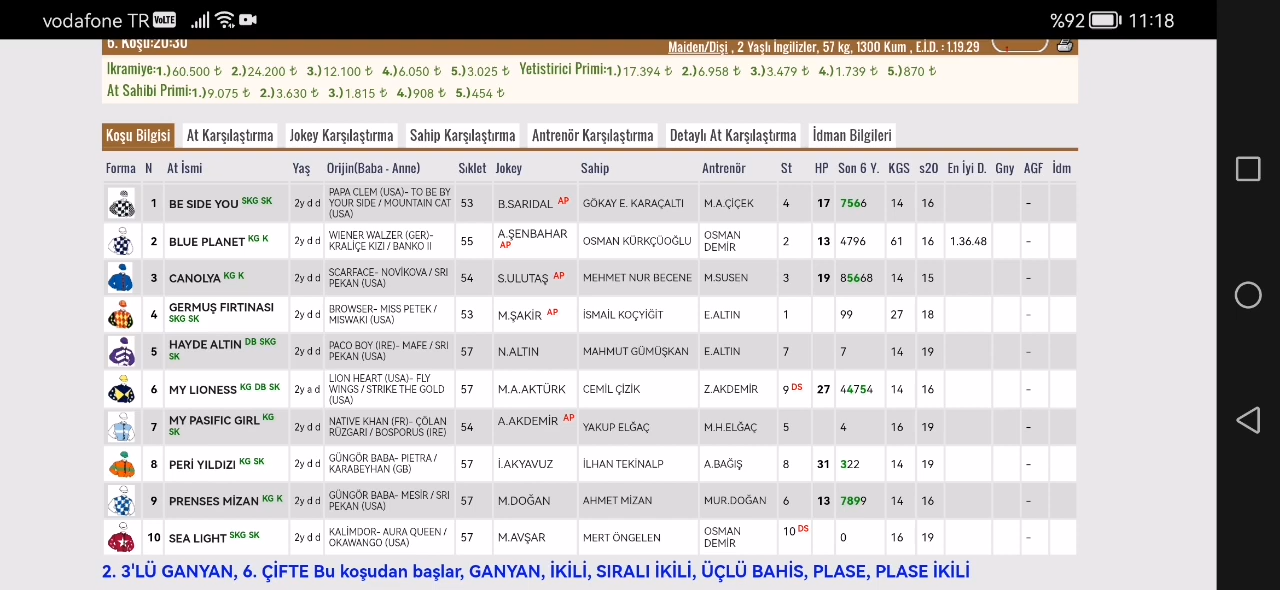 vodafone TR VoLTE %92 11:18
6. Koşu:20:30 Maiden/Dişi , 2 Yaşlı İngilizler, 57 kg, 1300 Kum , E.İ.D. : 1.19.29
Ikramiye:1.)60.500 ₺ 2.)24.200 ₺ 3.)12.100 ₺ 4.)6.050 ₺ 5.)3.025 ₺ Yetistirici Primi:1.)17.394 ₺ 2.)6.958 ₺ 3.)3.479 ₺ 4.)1.739 ₺ 5.)870 ₺
At Sahibi Primi:1.)9.075 ₺ 2.)3.630 ₺ 3.)1.815 ₺ 4.)908 ₺ 5.)454 ₺
Koşu Bilgisi At Karşılaştırma Jokey Karşılaştırma Sahip Karşılaştırma Antrenör Karşılaştırma Detaylı At Karşılaştırma İdman Bilgileri
Forma N At İsmi Yaş Orijin(Baba - Anne) Sıklet Jokey Sahip Antrenör St HP Son 6 Y. KGS s20 En İyi D. Gny AGF İdm
1 BE SIDE YOU SKG SK 2y d d PAPA CLEM (USA)- TO BE BY YOUR SIDE / MOUNTAIN CAT (USA) 53 B.SARIDAL AP GÖKAY E. KARAÇALTI M.A.ÇİÇEK 4 17 7566 14 16 -
2 BLUE PLANET KG K 2y d d WIENER WALZER (GER)- KRALİÇE KIZI / BANKO II 55 A.ŞENBAHAR AP OSMAN KÜRKÇÜOĞLU OSMAN DEMİR 2 13 4796 61 16 1.36.48 -
3 CANOLYA KG K 2y d d SCARFACE- NOVİKOVA / SRI PEKAN (USA) 54 S.ULUTAŞ AP MEHMET NUR BECENE M.SUSEN 3 19 85668 14 15 -
4 GERMUŞ FIRTINASI SKG SK 2y d d BROWSER- MISS PETEK / MISWAKI (USA) 53 M.ŞAKİR AP İSMAİL KOÇYİĞİT E.ALTIN 1 99 27 18 -
5 HAYDE ALTIN DB SKG SK 2y d d PACO BOY (IRE)- MAFE / SRI PEKAN (USA) 57 N.ALTIN MAHMUT GÜMÜŞKAN E.ALTIN 7 7 14 19 -
6 MY LIONESS KG DB SK 2y a d LION HEART (USA)- FLY WINGS / STRIKE THE GOLD (USA) 57 M.A.AKTÜRK CEMİL ÇİZİK Z.AKDEMİR 9 DS 27 44754 14 16 -
7 MY PASIFIC GIRL KG SK 2y d d NATIVE KHAN (FR)- ÇÖLAN RÜZGARI / BOSPORUS (IRE) 54 A.AKDEMİR AP YAKUP ELĞAÇ M.H.ELĞAÇ 5 4 16 19 -
8 PERİ YILDIZI KG SK 2y d d GÜNGÖR BABA- PIETRA / KARABEYHAN (GB) 57 İ.AKYAVUZ İLHAN TEKİNALP A.BAĞIŞ 8 31 322 14 19 -
9 PRENSES MİZAN KG K 2y d d GÜNGÖR BABA- MESİR / SRI PEKAN (USA) 57 M.DOĞAN AHMET MİZAN MUR.DOĞAN 6 13 7899 14 16 -
10 SEA LIGHT SKG SK 2y d d KALİMDOR- AURA QUEEN / OKAWANGO (USA) 57 M.AVŞAR MERT ÖNGELEN OSMAN DEMİR 10 DS 0 16 19 -
2. 3'LÜ GANYAN, 6. ÇİFTE Bu koşudan başlar, GANYAN, İKİLİ, SIRALI İKİLİ, ÜÇLÜ BAHİS, PLASE, PLASE İKİLİ